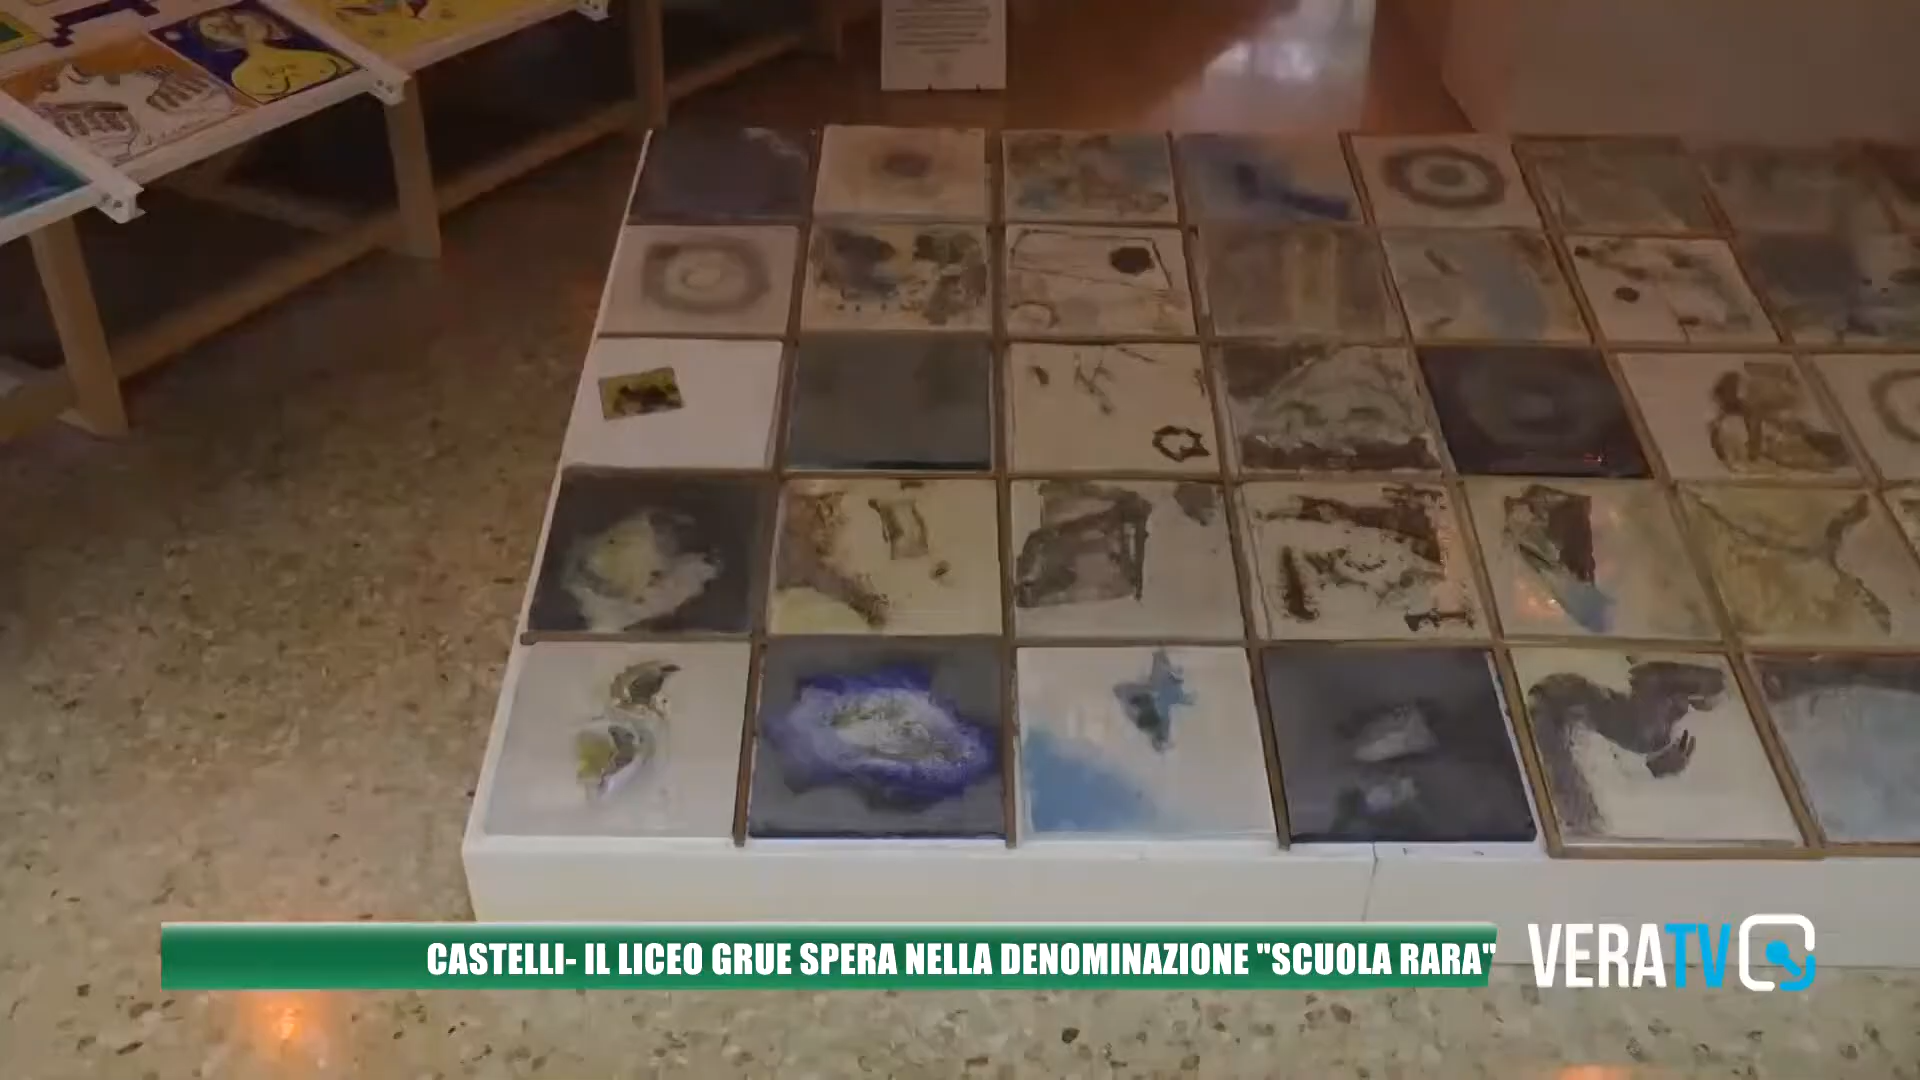 CASTELLI- IL LICEO GRUE SPERA NELLA DENOMINAZIONE "SCUOLA RARA"
VERATV